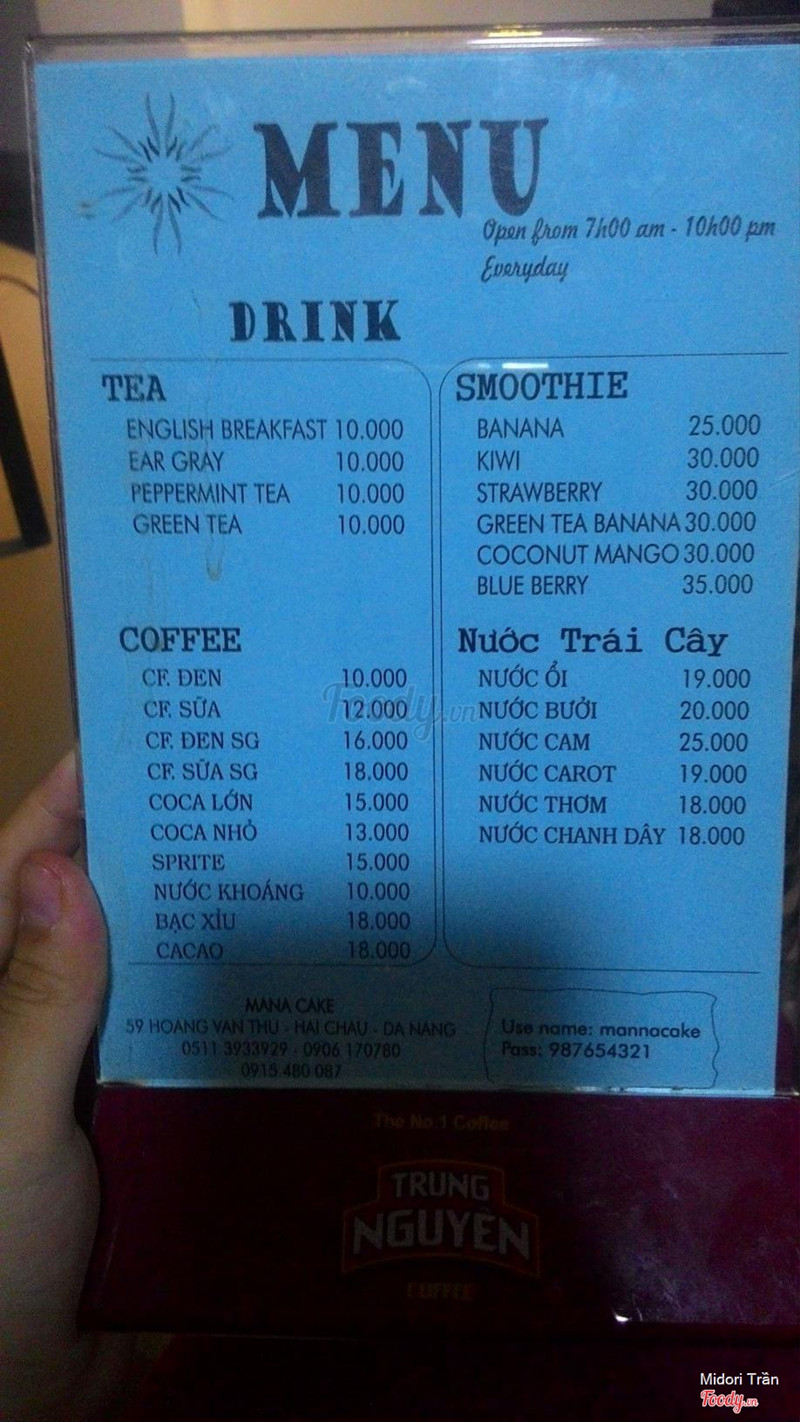 MENU
Open from 7h00 am - 10h00 pm
Everyday
DRINK
TEA
ENGLISH BREAKFAST 10.000
EAR GRAY 10.000
PEPPERMINT TEA 10.000
GREEN TEA 10.000
COFFEE
CF. ĐEN 10.000
CF. SỮA 12.000
CF. ĐEN SG 16.000
CF. SỮA SG 18.000
COCA LỚN 15.000
COCA NHỎ 13.000
SPRITE 15.000
NƯỚC KHOÁNG 10.000
BẠC XỈU 18.000
CACAO 18.000
SMOOTHIE
BANANA 25.000
KIWI 30.000
STRAWBERRY 30.000
GREEN TEA BANANA 30.000
COCONUT MANGO 30.000
BLUE BERRY 35.000
Nước Trái Cây
NƯỚC ỔI 19.000
NƯỚC BƯỞI 20.000
NƯỚC CAM 25.000
NƯỚC CAROT 19.000
NƯỚC THƠM 18.000
NƯỚC CHANH DÂY 18.000
Foody.vn
MANA CAKE
59 HOANG VAN THU - HAI CHAU - DA NANG
0511.3933929 - 0906 170780
0915.480 087
Use name: mannacake
Pass: 987654321
The No.1 Coffee
TRUNG
NGUYÊN
COFFEE
Midori Trần
Foody.vn